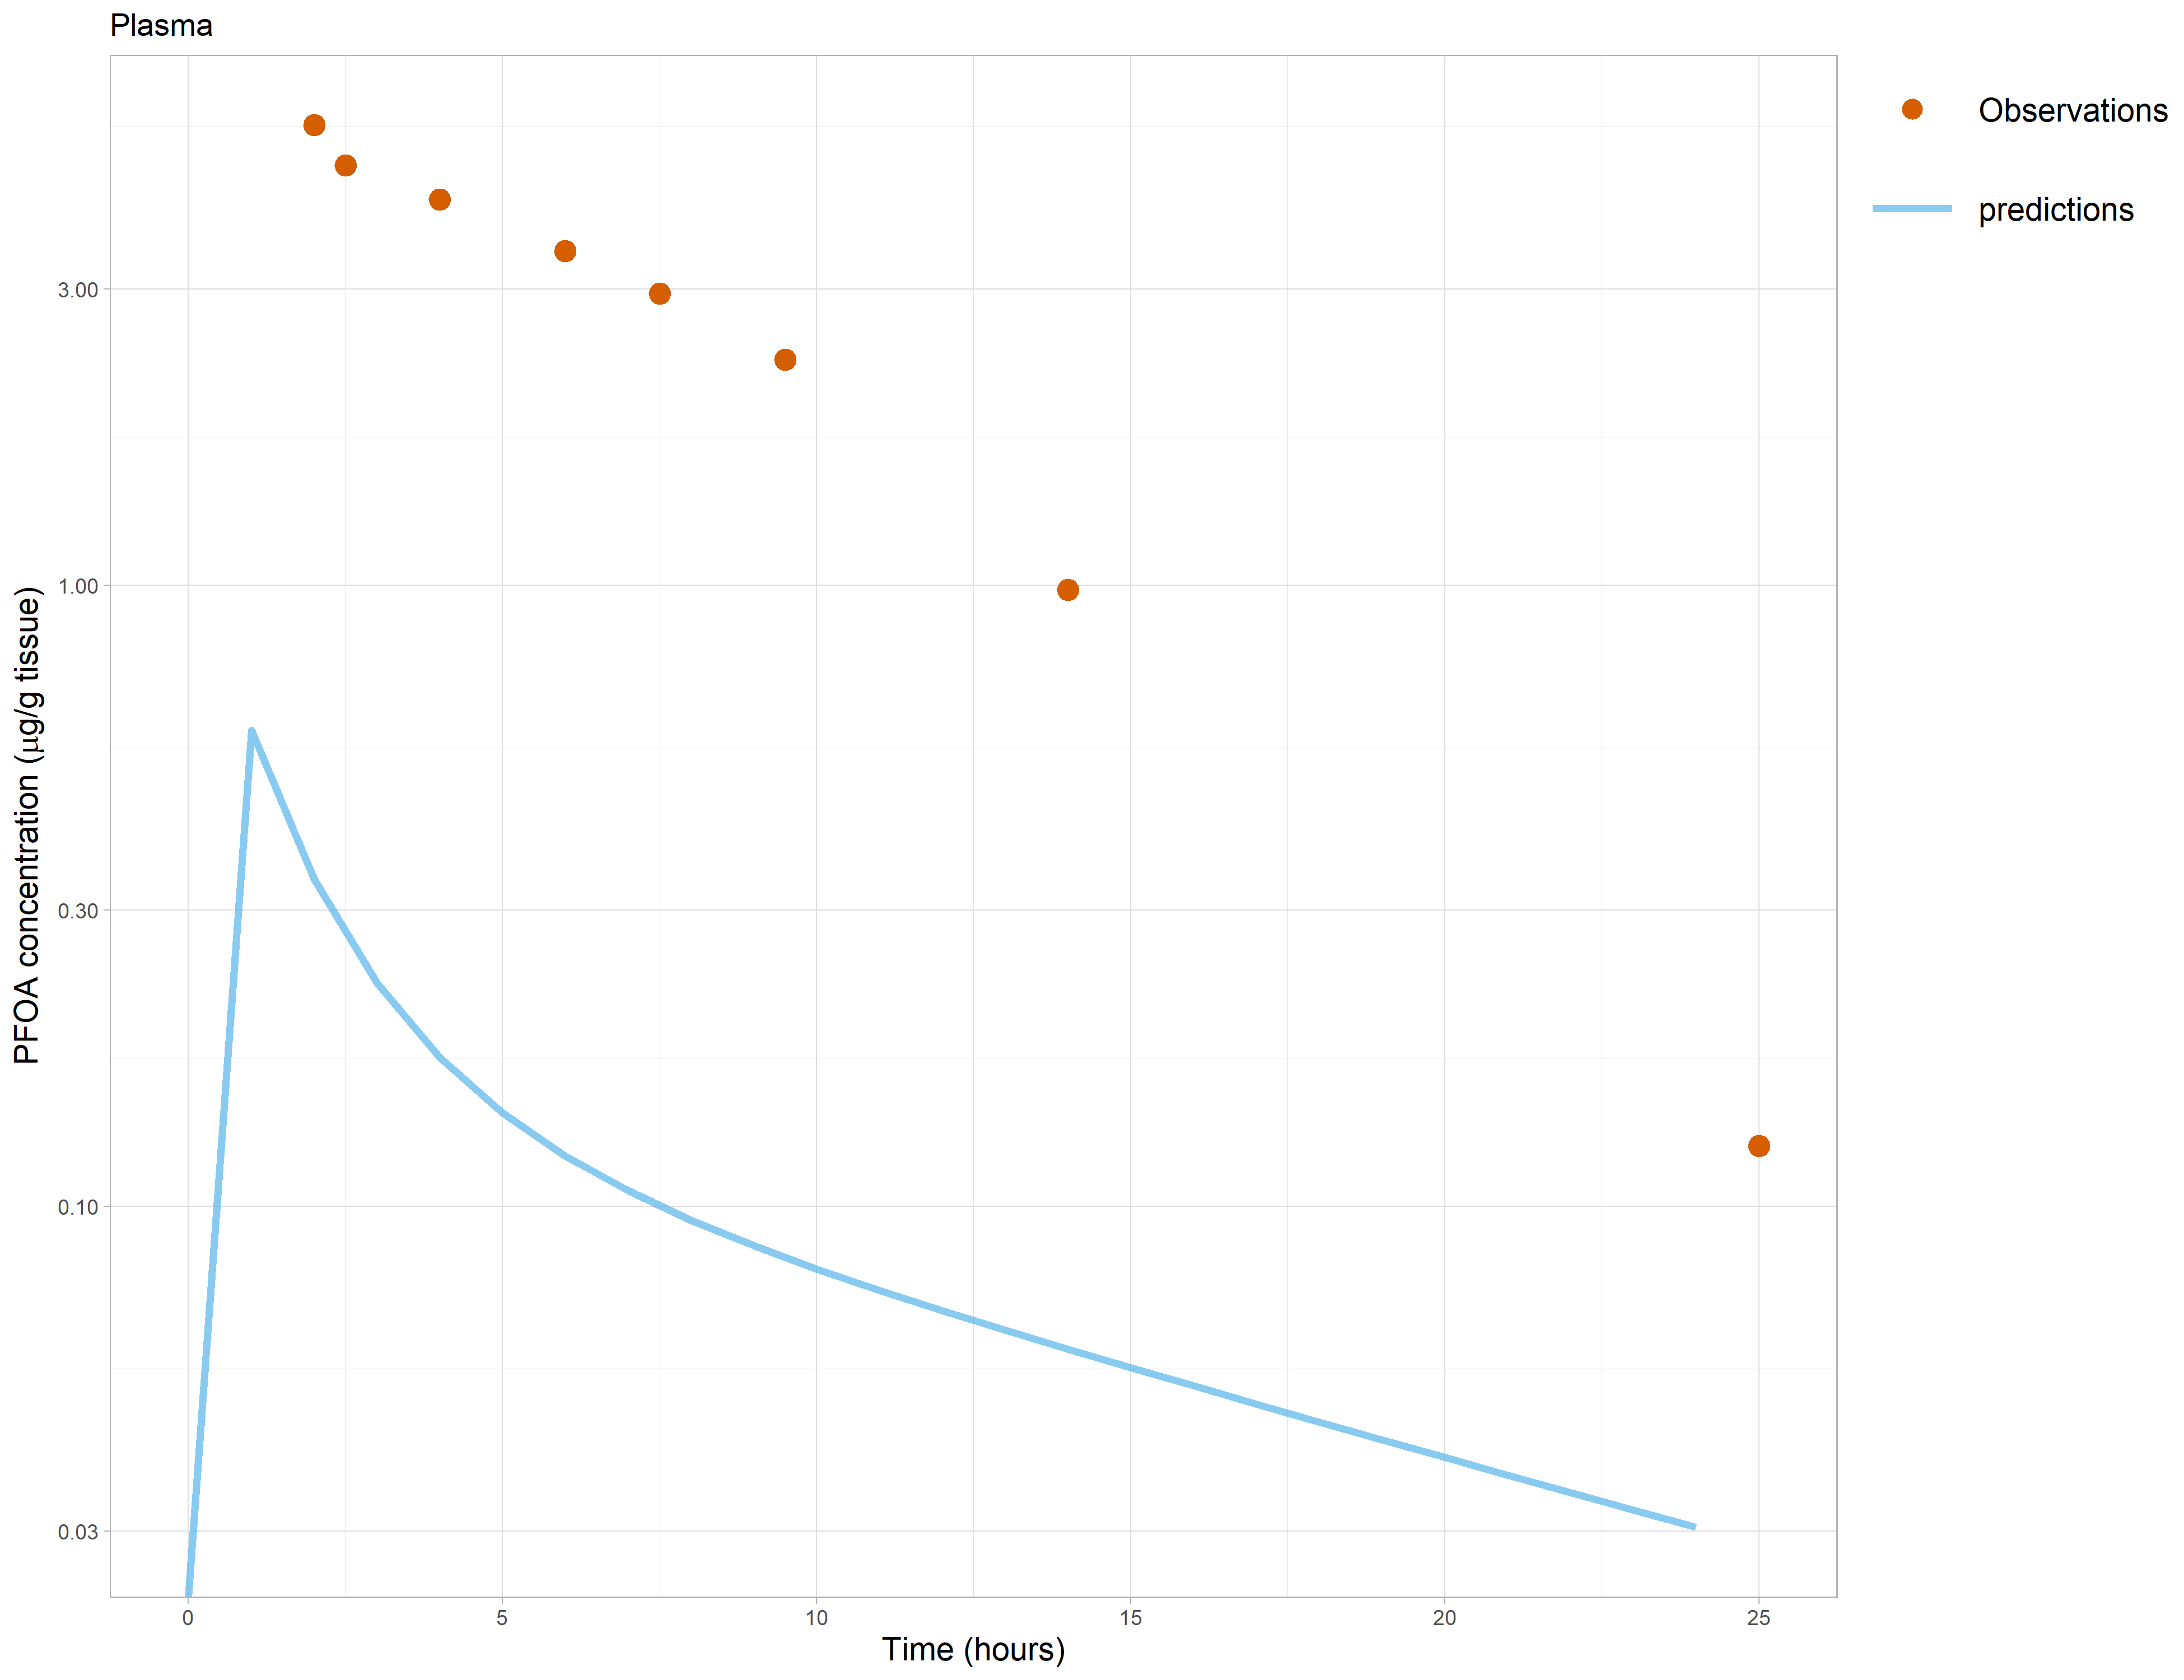 Plasma
Observations
predictions
PFOA concentration (μg/g tissue)
3.00
1.00
0.30
0.10
0.03
0 5 10 15 20 25
Time (hours)